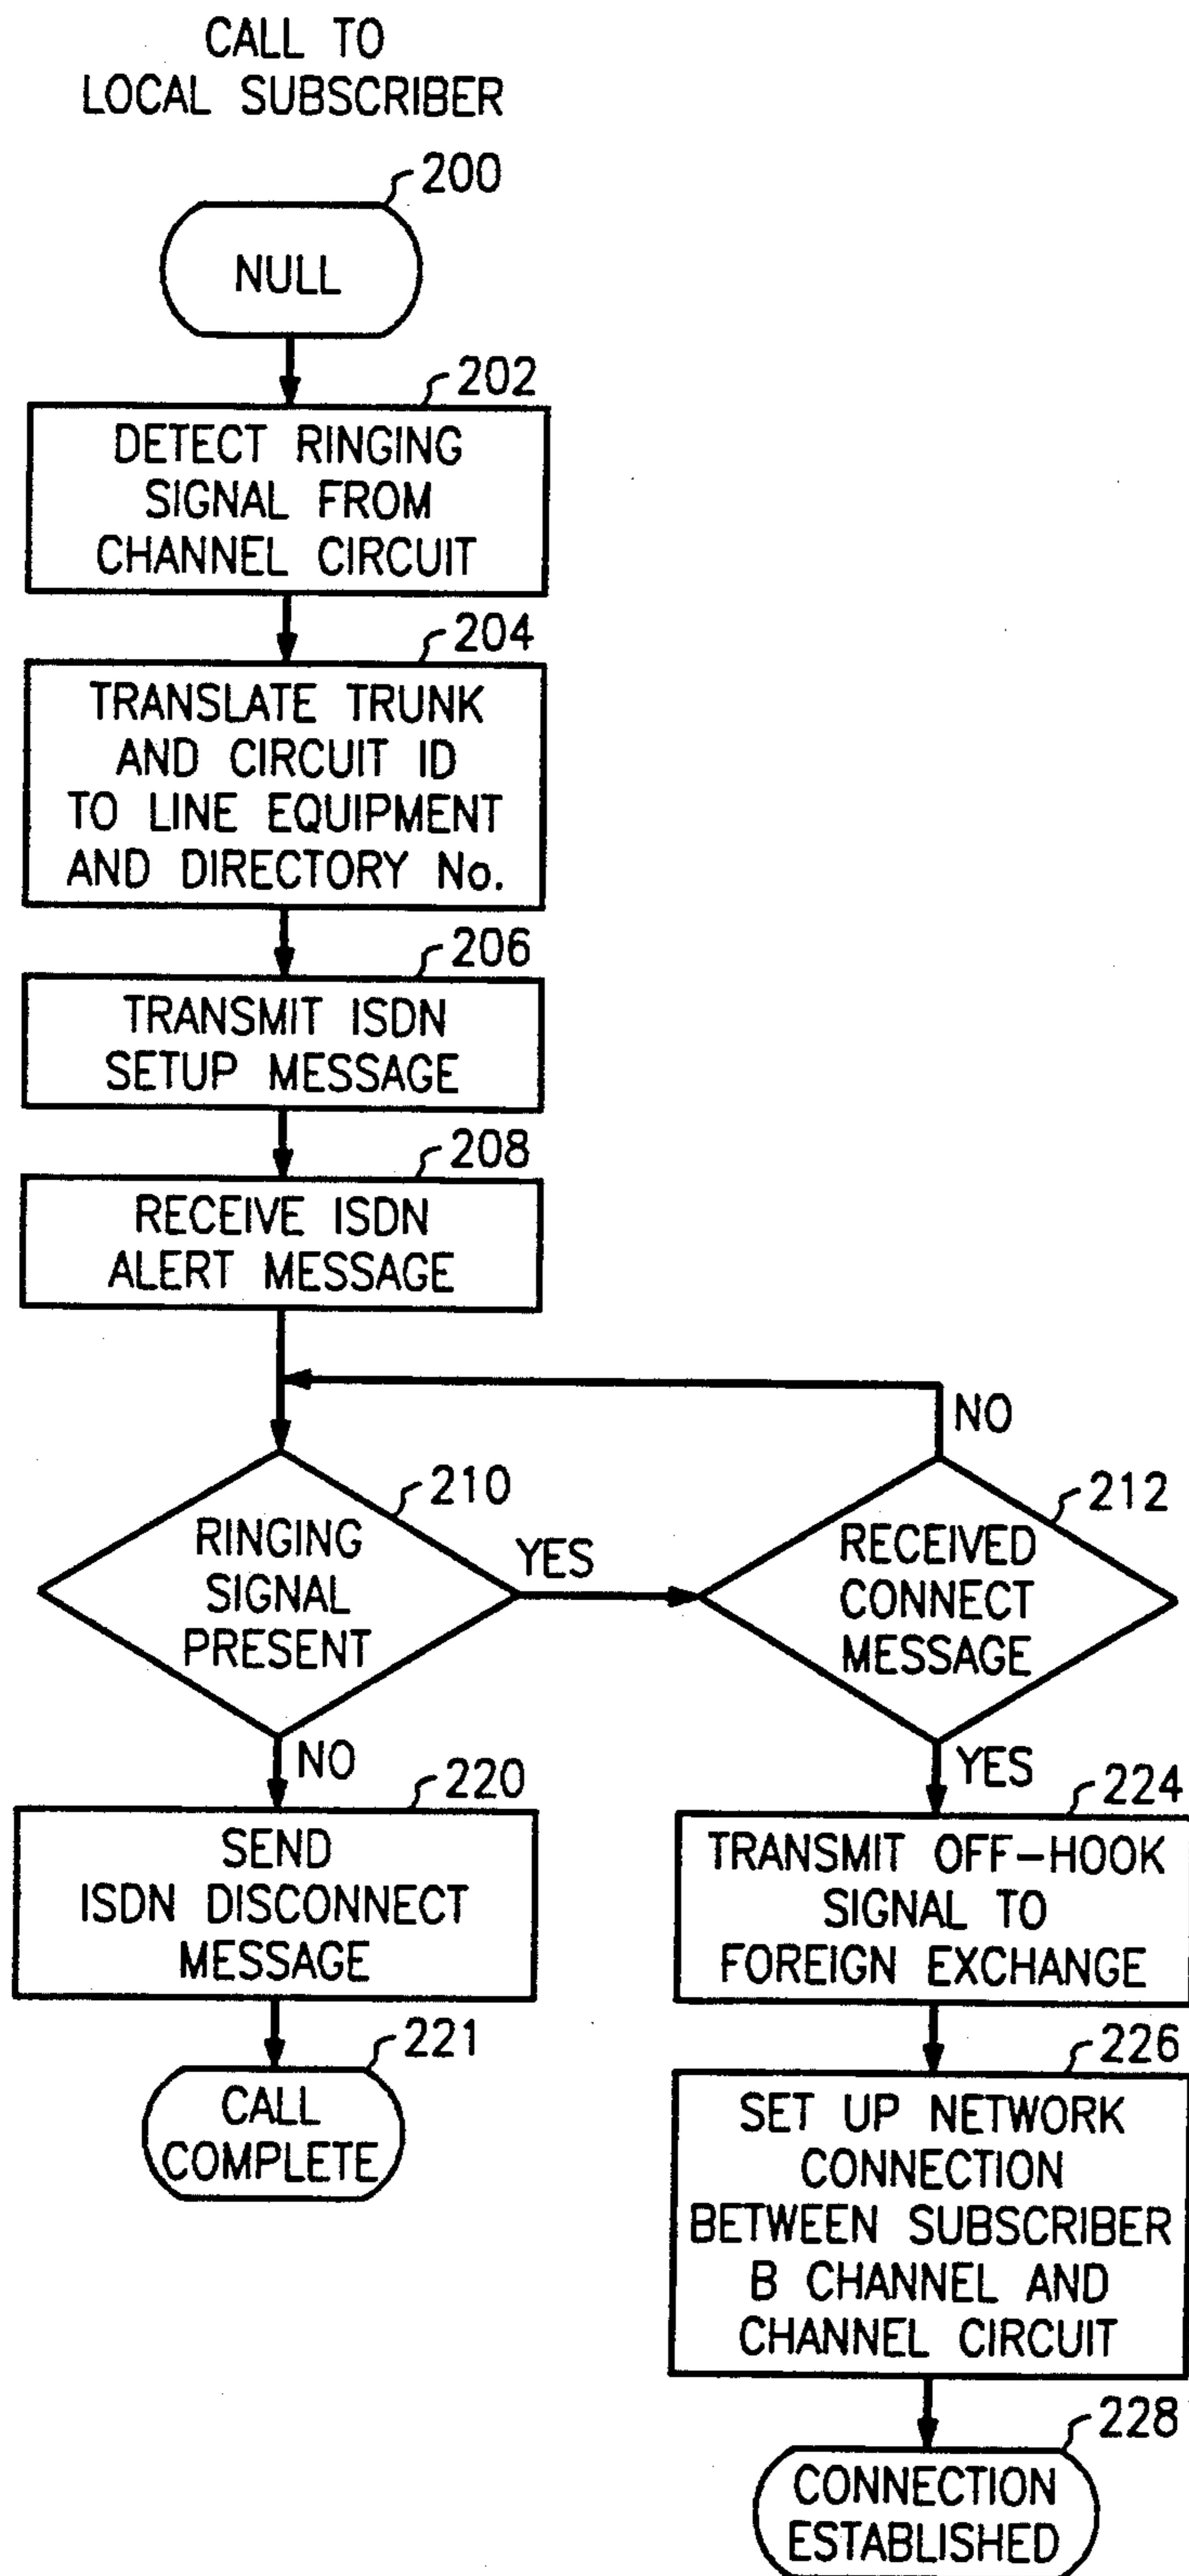 CALL TO
LOCAL SUBSCRIBER
200
NULL
202
DETECT RINGING
SIGNAL FROM
CHANNEL CIRCUIT
204
TRANSLATE TRUNK
AND CIRCUIT ID
TO LINE EQUIPMENT
AND DIRECTORY No.
206
TRANSMIT ISDN
SETUP MESSAGE
208
RECEIVE ISDN
ALERT MESSAGE
NO
210
RINGING
SIGNAL
PRESENT
YES
212
RECEIVED
CONNECT
MESSAGE
NO
220
SEND
ISDN DISCONNECT
MESSAGE
221
CALL
COMPLETE
YES
224
TRANSMIT OFF-HOOK
SIGNAL TO
FOREIGN EXCHANGE
226
SET UP NETWORK
CONNECTION
BETWEEN SUBSCRIBER
B CHANNEL AND
CHANNEL CIRCUIT
228
CONNECTION
ESTABLISHED